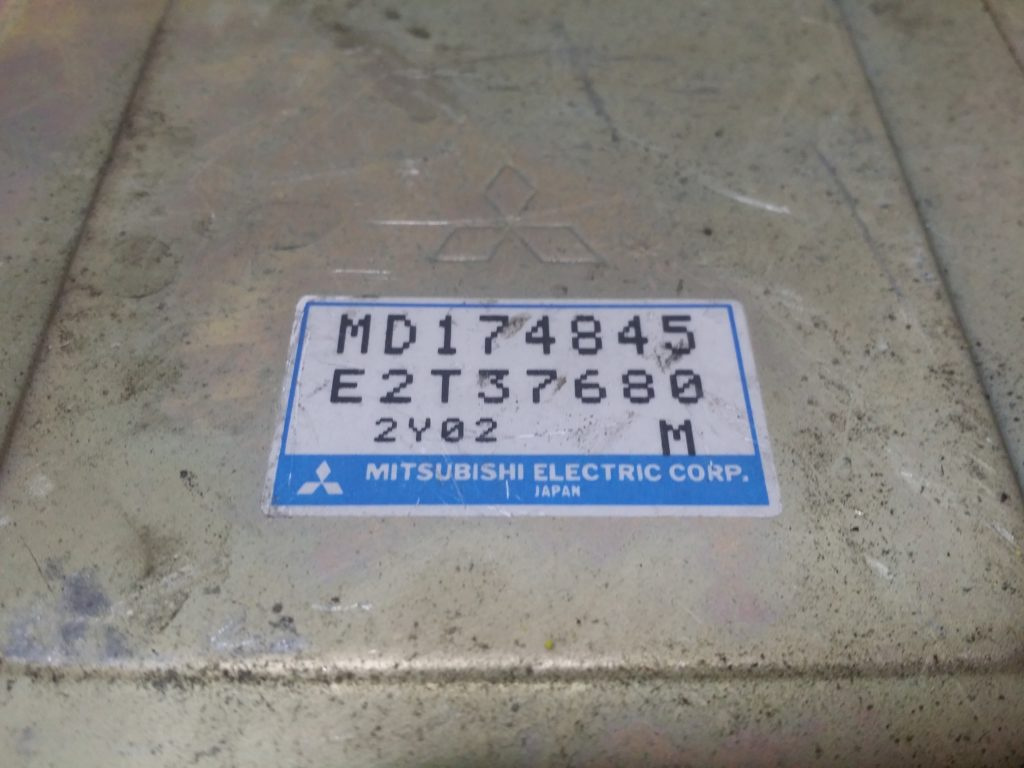 MD174845
E2T37680
2Y02 M
MITSUBISHI ELECTRIC CORP.
JAPAN